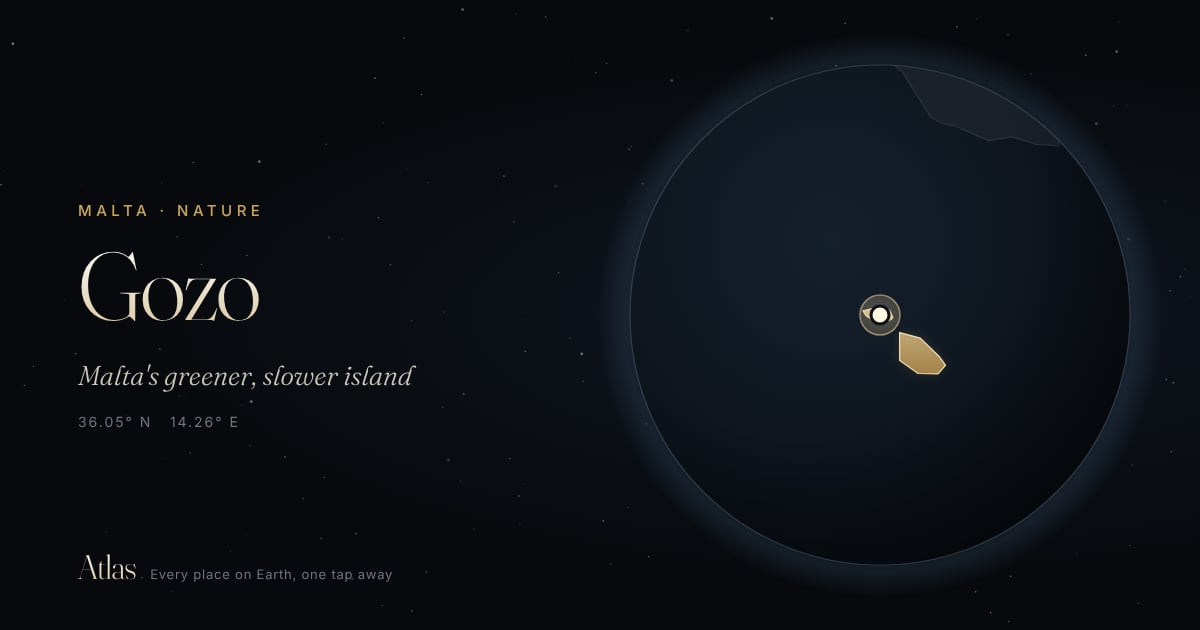 MALTA · NATURE
Gozo
Malta's greener, slower island
36.05° N 14.26° E
Atlas Every place on Earth, one tap away